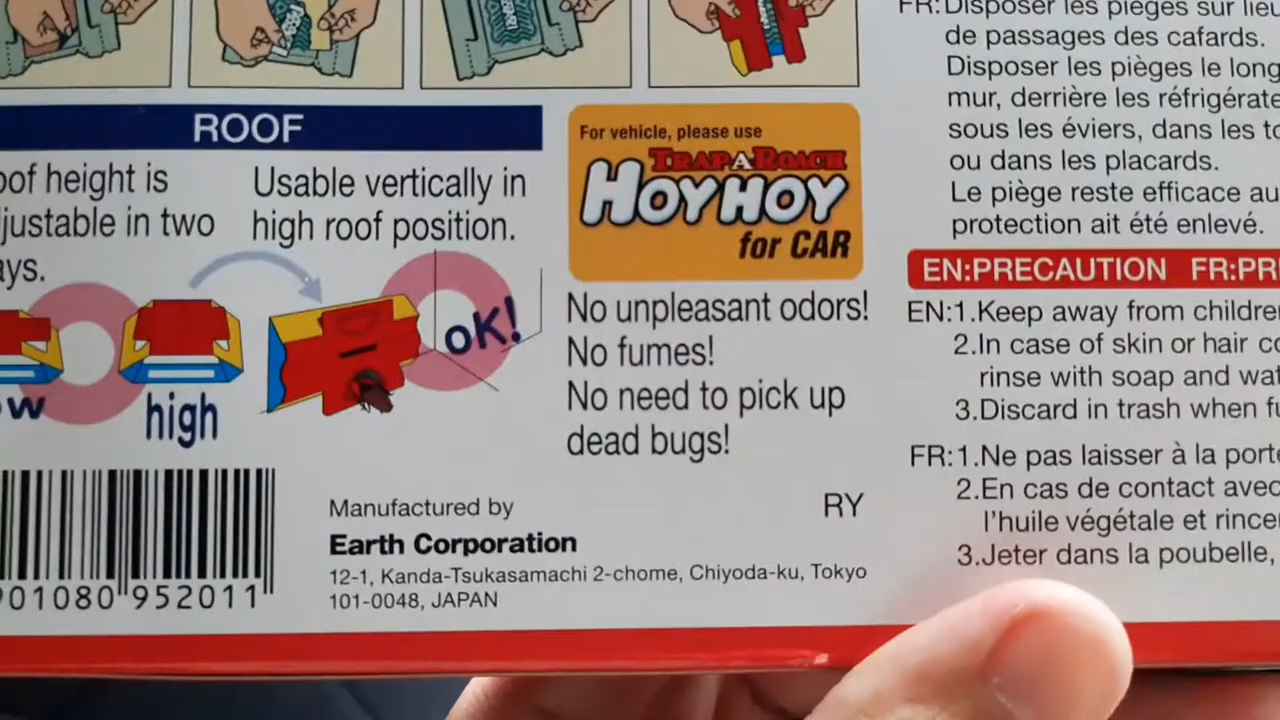 ROOF
oof height is
justable in two
ays.
Usable vertically in
high roof position.
w
high
OK!
For vehicle, please use
TRAP A ROACH
HOYHOY
for CAR
No unpleasant odors!
No fumes!
No need to pick up
dead bugs!
01080 952011
Manufactured by
RY
Earth Corporation
12-1, Kanda-Tsukasamachi 2-chome, Chiyoda-ku, Tokyo
101-0048, JAPAN
FR:Disposer les pièges sur lieu
de passages des cafards.
Disposer les pièges le long
mur, derrière les réfrigérate
sous les éviers, dans les to
ou dans les placards.
Le piège reste efficace au
protection ait été enlevé.
EN:PRECAUTION FR:PR
EN:1.Keep away from childre
2.In case of skin or hair co
rinse with soap and wat
3.Discard in trash when fu
FR:1.Ne pas laisser à la porte
2.En cas de contact avec
l'huile végétale et rince
3.Jeter dans la poubelle,